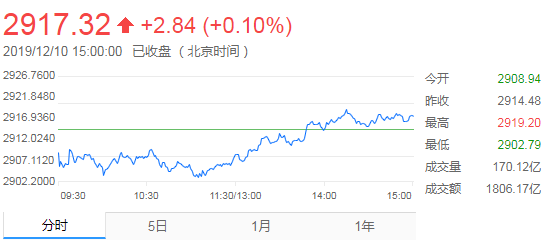 2917.32 +2.84 (+0.10%)
2019/12/10 15:00:00 已收盘 （北京时间）
2926.7600
2921.8480
2916.9360
2912.0240
2907.1120
2902.2000
09:30 10:30 11:30/13:00 14:00 15:00
今开 2908.94
昨收 2914.48
最高 2919.20
最低 2902.79
成交量 170.12亿
成交额 1806.17亿
分时 5日 1月 1年